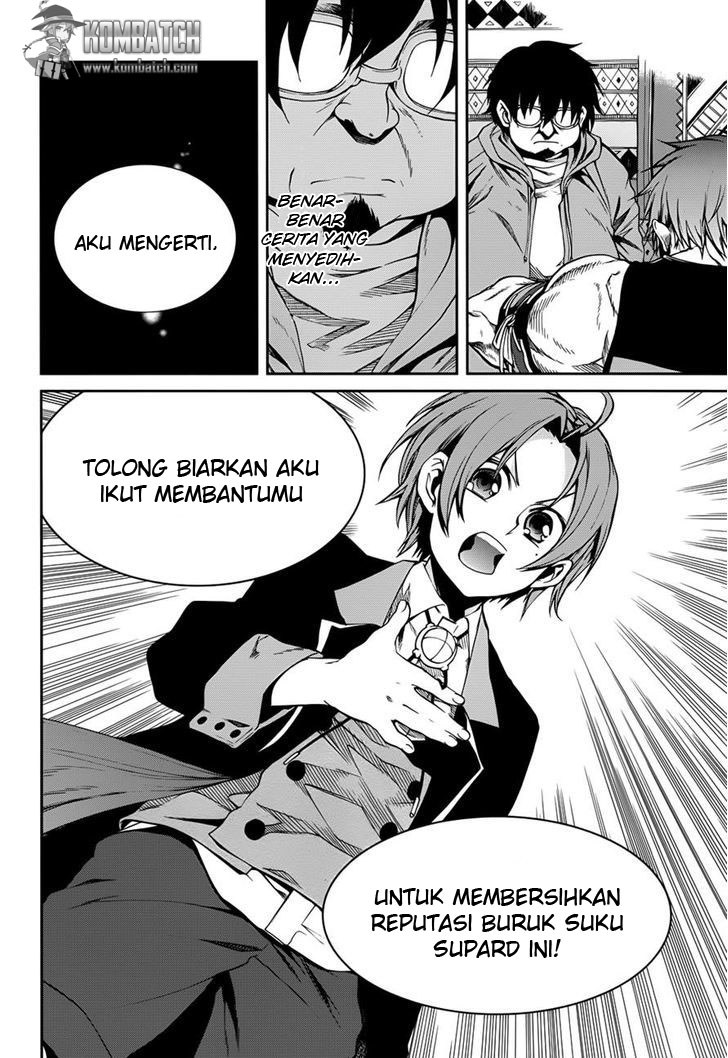 KOMBATCH
www.kombatch.com
BENAR-
BENAR
CERITA YANG
MENYEDIH-
KAN...
AKU MENGERTI.
TOLONG BIARKAN AKU
IKUT MEMBANTUMU
UNTUK MEMBERSIHKAN
REPUTASI BURUK SUKU
SUPARD INI!